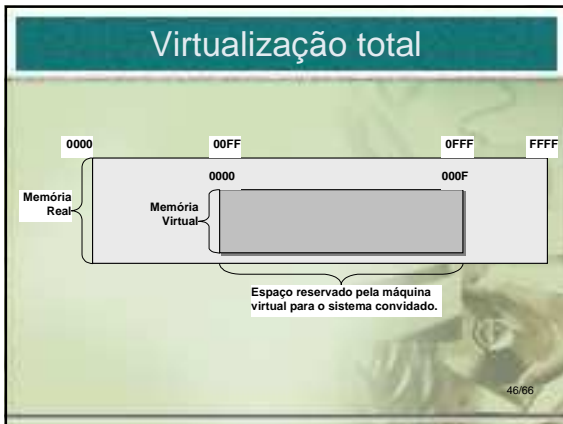 Virtualização total
0000 00FF 0FFF FFFF
0000 000F
Memória
Real
Memória
Virtual
Espaço reservado pela máquina
virtual para o sistema convidado.
46/66